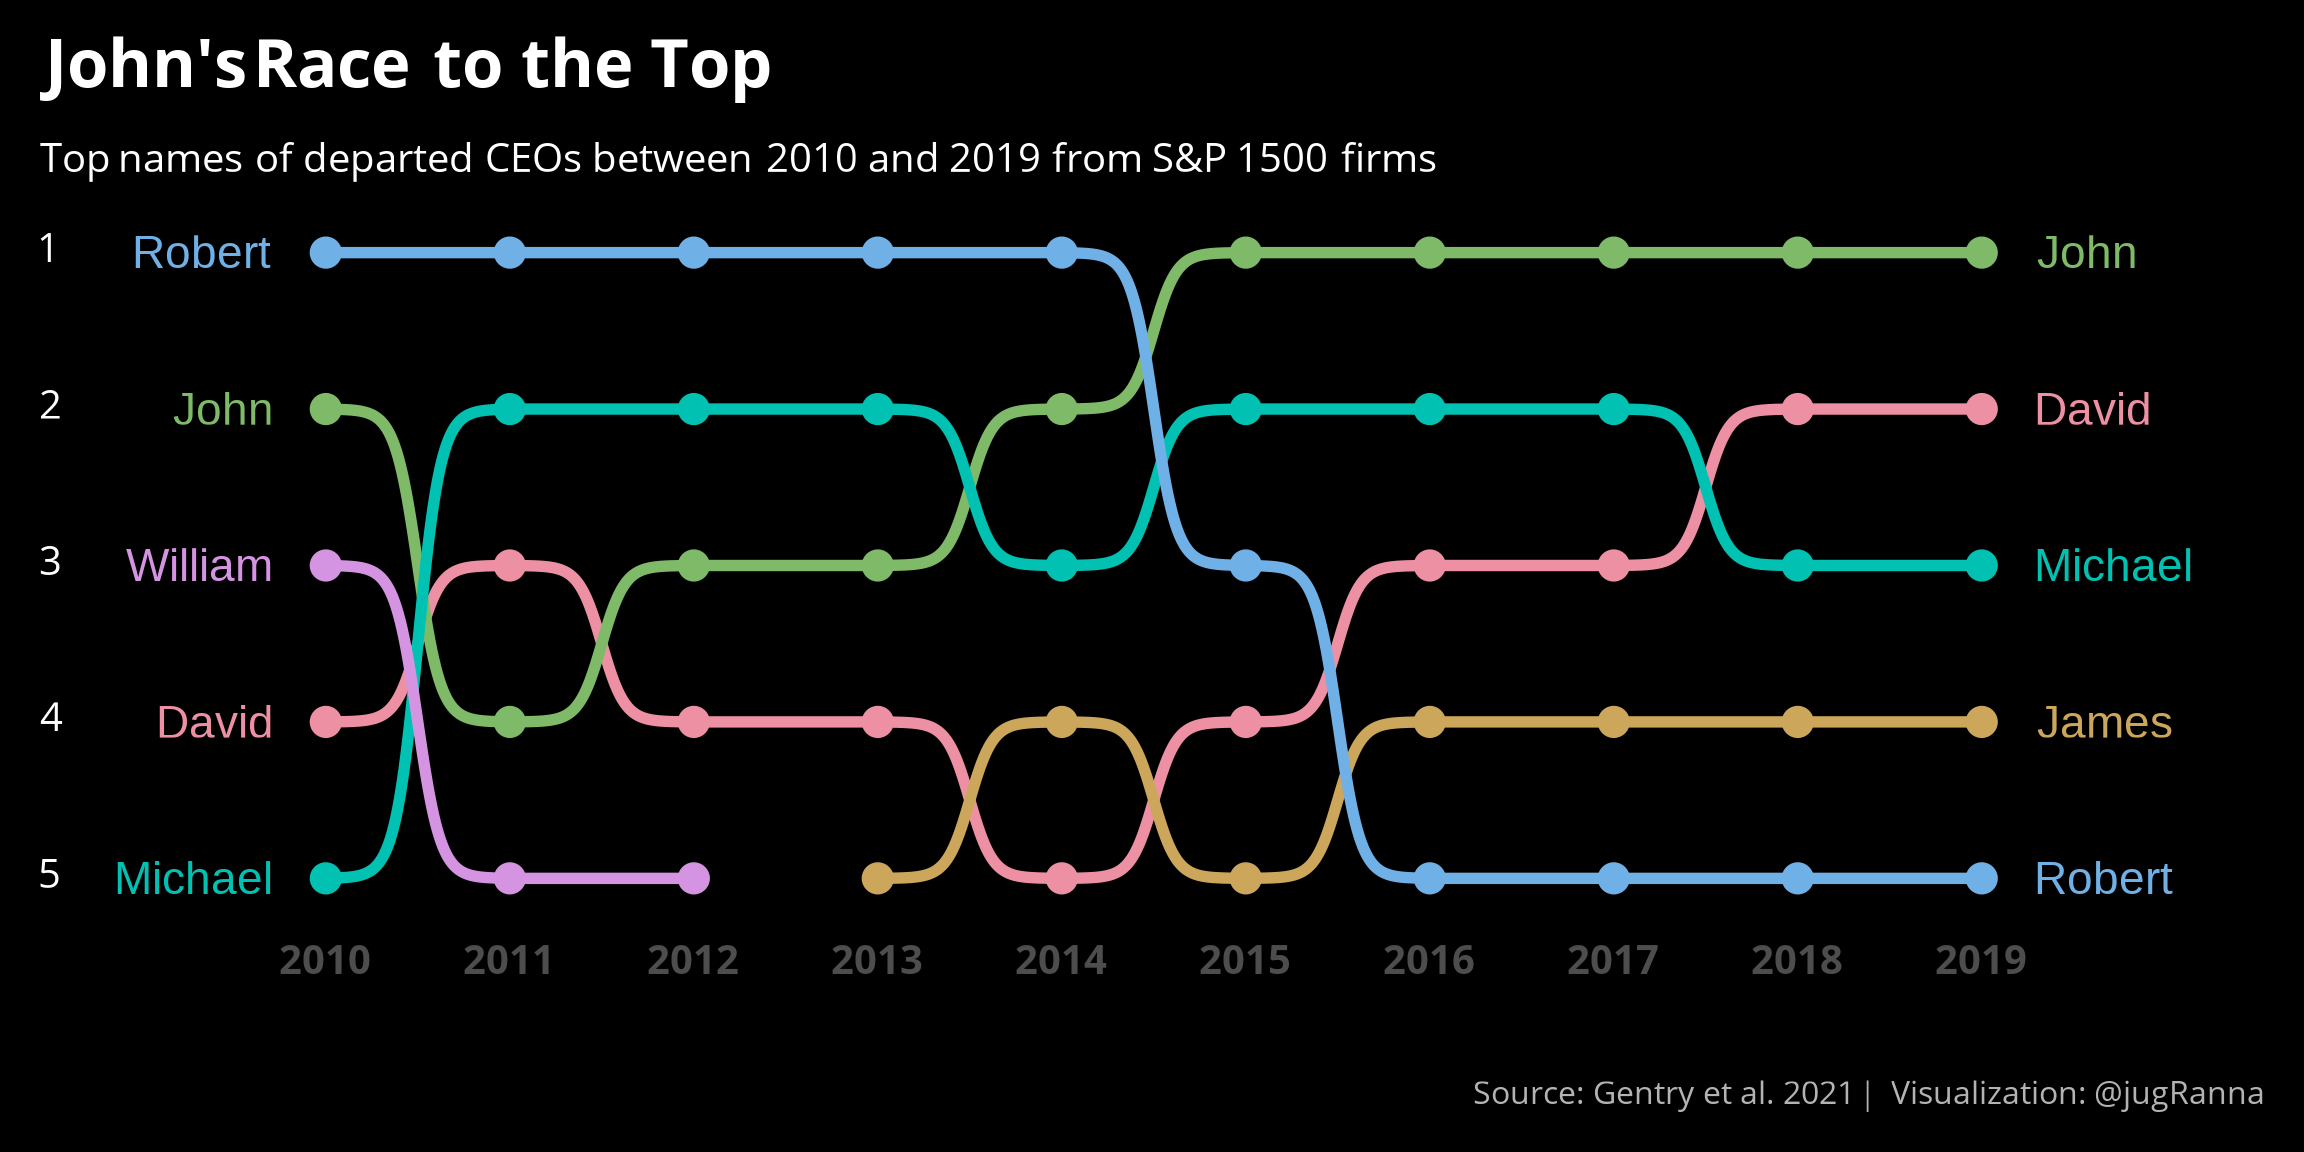 John's Race to the Top
Top names of departed CEOs between 2010 and 2019 from S&P 1500 firms
1 Robert John
2 John David
3 William Michael
4 David James
5 Michael Robert
2010 2011 2012 2013 2014 2015 2016 2017 2018 2019
Source: Gentry et al. 2021 | Visualization: @jugRanna